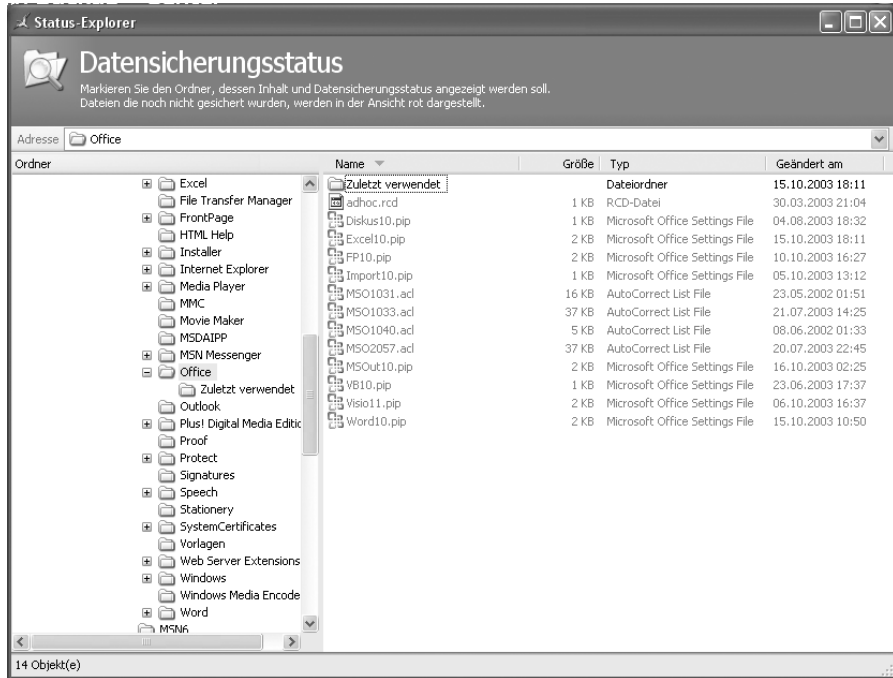 Status-Explorer
Datensicherungsstatus
Markieren Sie den Ordner, dessen Inhalt und Datensicherungsstatus angezeigt werden soll.
Dateien die noch nicht gesichert wurden, werden in der Ansicht rot dargestellt.
Adresse Office
Ordner
Excel
File Transfer Manager
FrontPage
HTML Help
Installer
Internet Explorer
Media Player
MMC
Movie Maker
MSDAIPP
MSN Messenger
Office
Zuletzt verwendet
Outlook
Plus! Digital Media Editic
Proof
Protect
Signatures
Speech
Stationery
SystemCertificates
Vorlagen
Web Server Extensions
Windows
Windows Media Encode
Word
MSN6
Name Größe Typ Geändert am
Zuletzt verwendet Dateiordner 15.10.2003 18:11
adhoc.rcd 1 KB RCD-Datei 30.03.2003 21:04
Diskus10.pip 1 KB Microsoft Office Settings File 04.08.2003 18:32
Excel10.pip 2 KB Microsoft Office Settings File 15.10.2003 18:11
FP10.pip 2 KB Microsoft Office Settings File 10.10.2003 16:27
Import10.pip 1 KB Microsoft Office Settings File 05.10.2003 13:12
MSO1031.acl 16 KB AutoCorrect List File 23.05.2002 01:51
MSO1033.acl 37 KB AutoCorrect List File 21.07.2003 14:25
MSO1040.acl 5 KB AutoCorrect List File 08.06.2002 01:33
MSO2057.acl 37 KB AutoCorrect List File 20.07.2003 22:45
MSOut10.pip 2 KB Microsoft Office Settings File 16.10.2003 02:25
VB10.pip 1 KB Microsoft Office Settings File 23.06.2003 17:37
Visio11.pip 2 KB Microsoft Office Settings File 06.10.2003 16:37
Word10.pip 2 KB Microsoft Office Settings File 15.10.2003 10:50
14 Objekt(e)